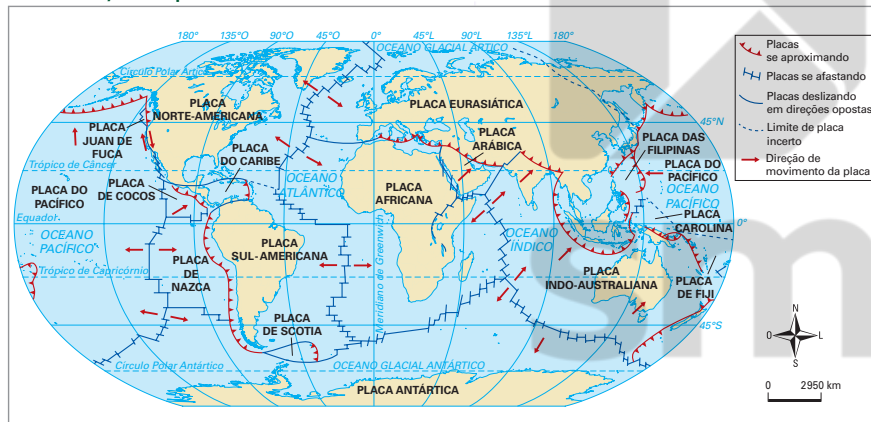 180° 135°O 90°O 45°O 0° 45°L 90°L 135°L 180°
OCEANO GLACIAL ÁRTICO
Círculo Polar Ártico
PLACA
NORTE-AMERICANA
PLACA EURASIÁTICA
45°N
PLACA
JUAN DE
FUCA
PLACA
DO CARIBE
PLACA
ARÁBICA
PLACA DAS
FILIPINAS
Trópico de Câncer
PLACA DO
PACÍFICO
PLACA
DE COCOS
OCEANO
ATLÂNTICO
PLACA
AFRICANA
PLACA DO
PACÍFICO
OCEANO
PACÍFICO
Equador
0°
PLACA
CAROLINA
OCEANO
PACÍFICO
PLACA
SUL-AMERICANA
Meridiano de Greenwich
OCEANO
ÍNDICO
Trópico de Capricórnio
PLACA
DE
NAZCA
PLACA
INDO-AUSTRALIANA
PLACA
DE FIJI
PLACA
DE SCOTIA
45°S
Círculo Polar Antártico
OCEANO GLACIAL ANTÁRTICO
PLACA ANTÁRTICA
Placas
se aproximando
Placas se afastando
Placas deslizando
em direções opostas
Limite de placa
incerto
Direção de
movimento da placa
N
O L
S
0 2950 km
sm